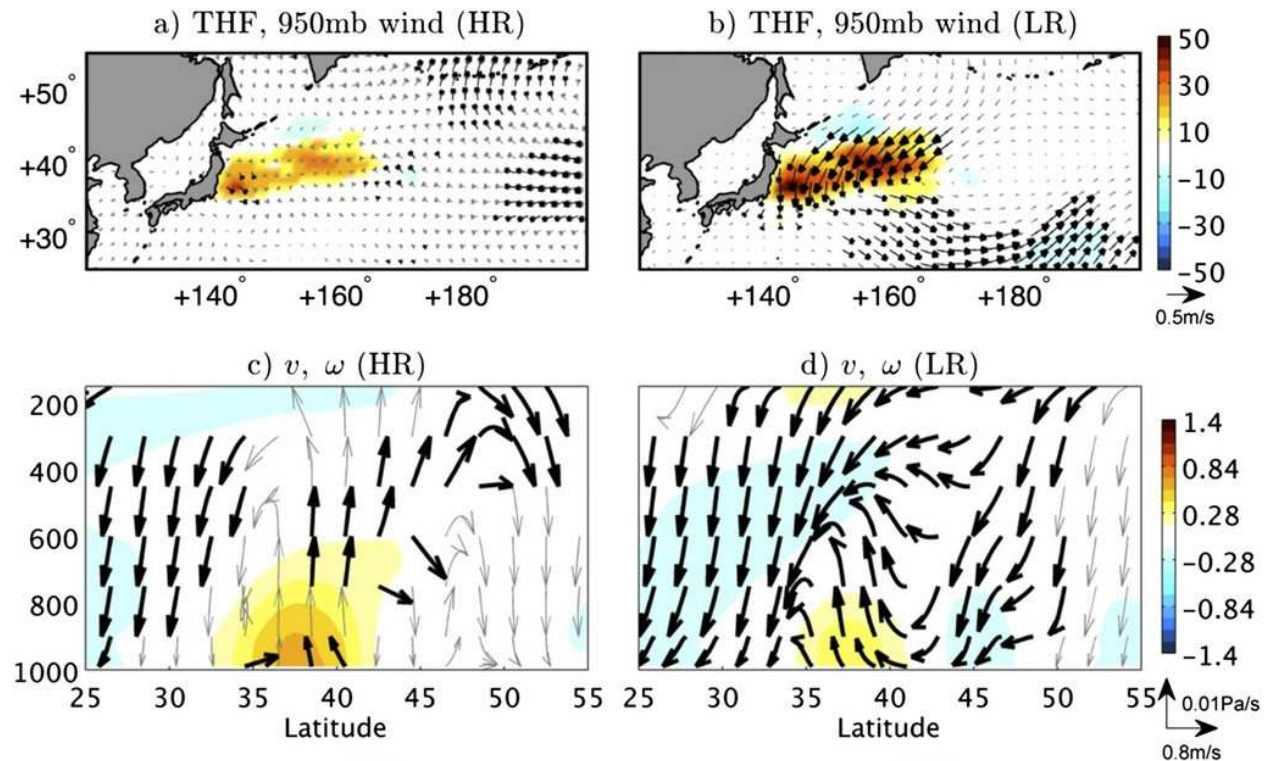 a) THF, 950mb wind (HR)
b) THF, 950mb wind (LR)
+50°
+40°
+30°
+140° +160° +180°
+140° +160° +180°
50
30
10
−10
−30
−50
0.5m/s
c) v, ω (HR)
d) v, ω (LR)
200
400
600
800
1000
25 30 35 40 45 50 55
Latitude
25 30 35 40 45 50 55
Latitude
1.4
0.84
0.28
−0.28
−0.84
−1.4
0.01Pa/s
0.8m/s